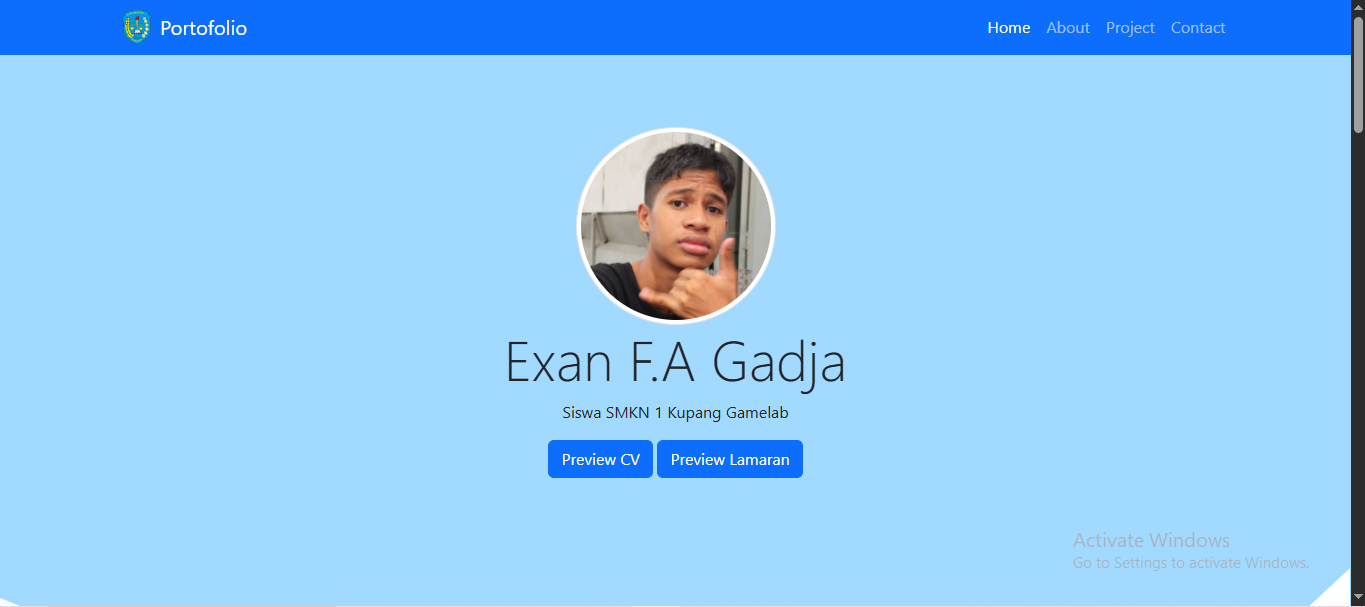 Portofolio
Home About Project Contact
Exan F.A Gadja
Siswa SMKN 1 Kupang Gamelab
Preview CV Preview Lamaran
Activate Windows
Go to Settings to activate Windows.